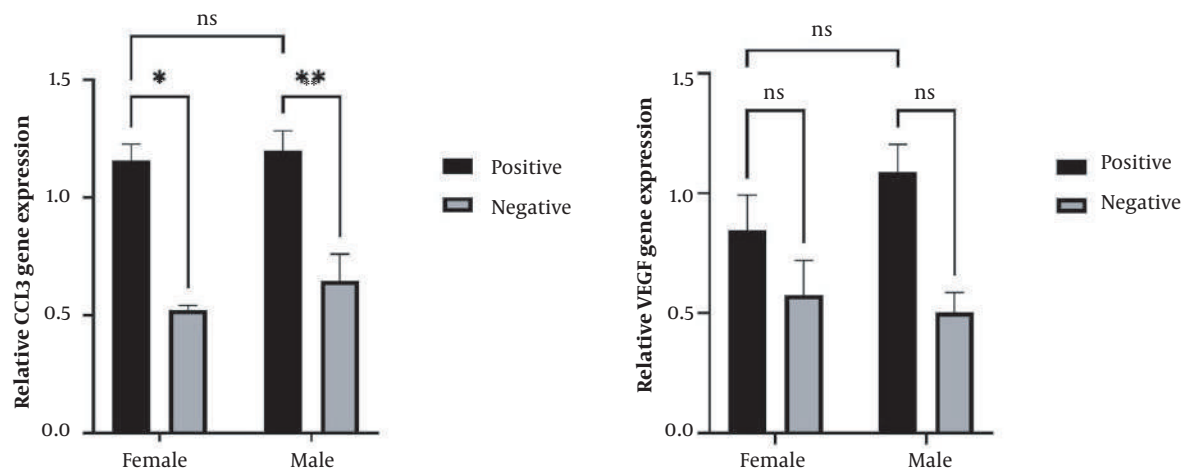 ns
*
**
1.5
1.0
0.5
0.0
Relative CCL3 gene expression
Female
Male
Positive
Negative
ns
ns
ns
1.5
1.0
0.5
0.0
Relative VEGF gene expression
Female
Male
Positive
Negative